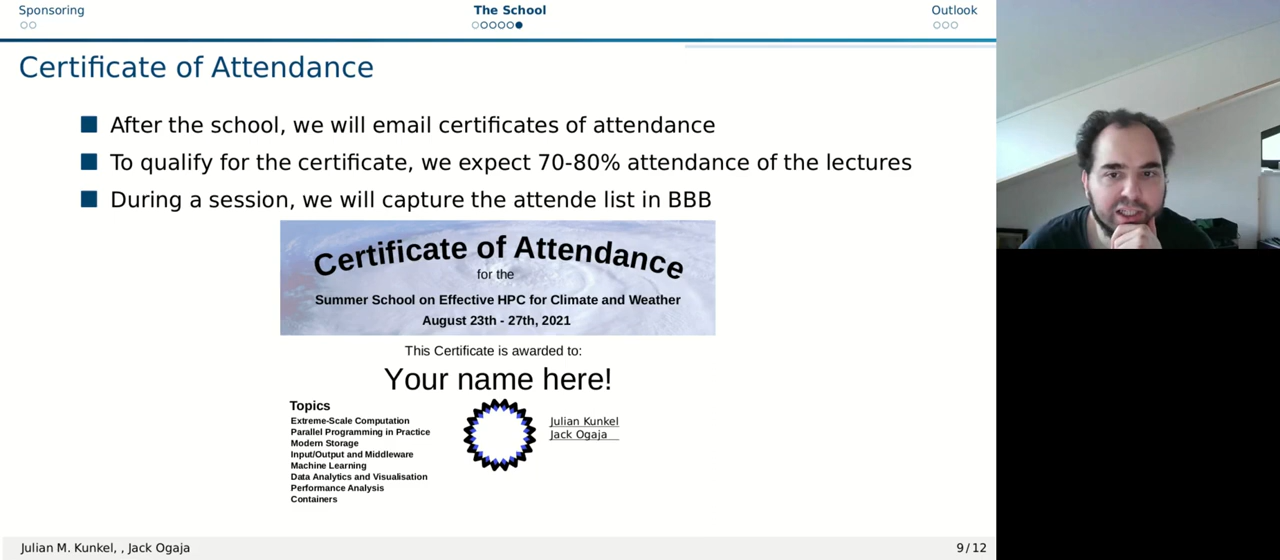 Sponsoring
The School
Outlook
Certificate of Attendance
After the school, we will email certificates of attendance
To qualify for the certificate, we expect 70-80% attendance of the lectures
During a session, we will capture the attende list in BBB
Certificate of Attendance
for the
Summer School on Effective HPC for Climate and Weather
August 23th - 27th, 2021
This Certificate is awarded to:
Your name here!
Topics
Extreme-Scale Computation
Parallel Programming in Practice
Modern Storage
Input/Output and Middleware
Machine Learning
Data Analytics and Visualisation
Performance Analysis
Containers
Julian Kunkel
Jack Ogaja
Julian M. Kunkel, , Jack Ogaja
9/12